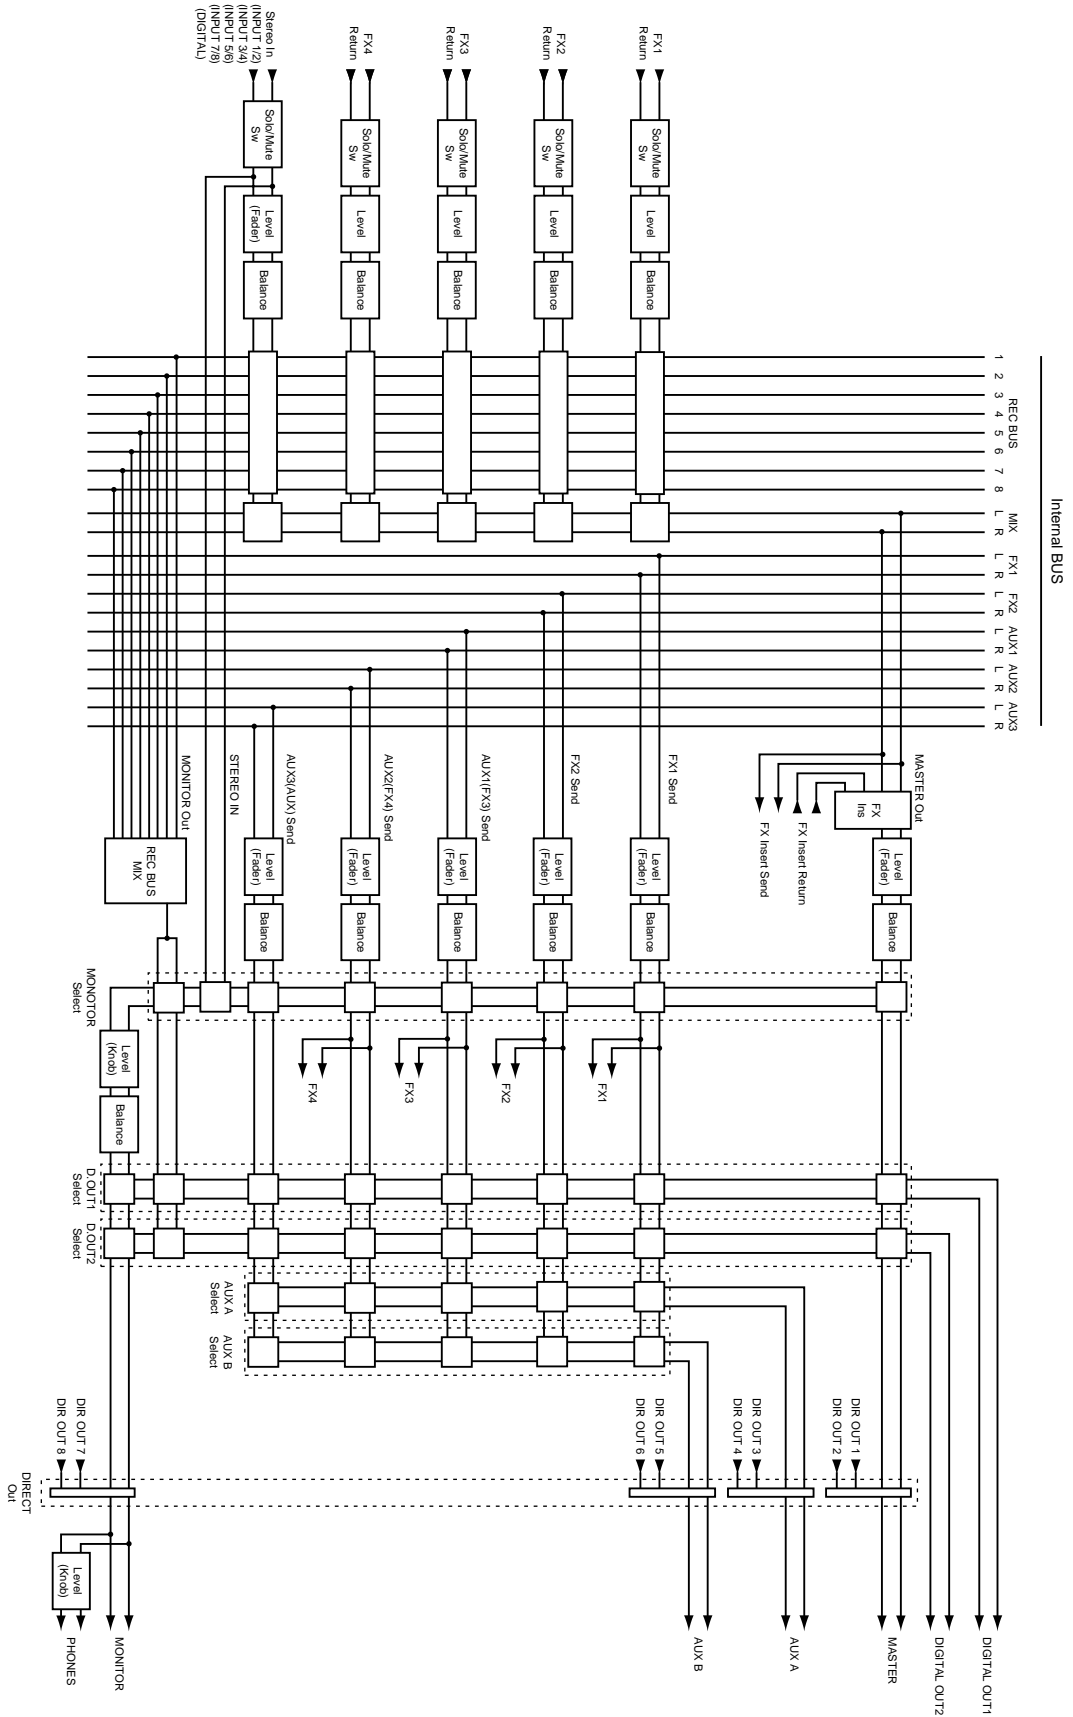 Internal BUS
REC BUS
MIX
FX1
FX2
AUX1
AUX2
AUX3
1
2
3
4
5
6
7
8
L
R
L
R
L
R
L
R
L
R
L
R
FX1
Return
Solo/Mute
Sw
Level
Balance
FX2
Return
Solo/Mute
Sw
Level
Balance
FX3
Return
Solo/Mute
Sw
Level
Balance
FX4
Return
Solo/Mute
Sw
Level
Balance
Stereo In
(INPUT 1/2)
(INPUT 3/4)
(INPUT 5/6)
(INPUT 7/8)
(DIGITAL)
Solo/Mute
Sw
Level
(Fader)
Balance
MASTER Out
FX
Ins
FX Insert Return
FX Insert Send
Level
(Fader)
Balance
FX1 Send
Level
(Fader)
Balance
FX1
FX2 Send
Level
(Fader)
Balance
FX2
AUX1(FX3) Send
Level
(Fader)
Balance
FX3
AUX2(FX4) Send
Level
(Fader)
Balance
FX4
AUX3(AUX) Send
Level
(Fader)
Balance
STEREO IN
MONITOR Out
REC BUS
MIX
MONOTOR
Select
Level
(Knob)
Balance
D.OUT1
Select
D.OUT2
Select
AUX A
Select
AUX B
Select
DIR OUT 1
DIR OUT 2
DIR OUT 3
DIR OUT 4
DIR OUT 5
DIR OUT 6
DIR OUT 7
DIR OUT 8
DIRECT
Out
Level
(Knob)
DIGITAL OUT1
DIGITAL OUT2
MASTER
AUX A
AUX B
MONITOR
PHONES